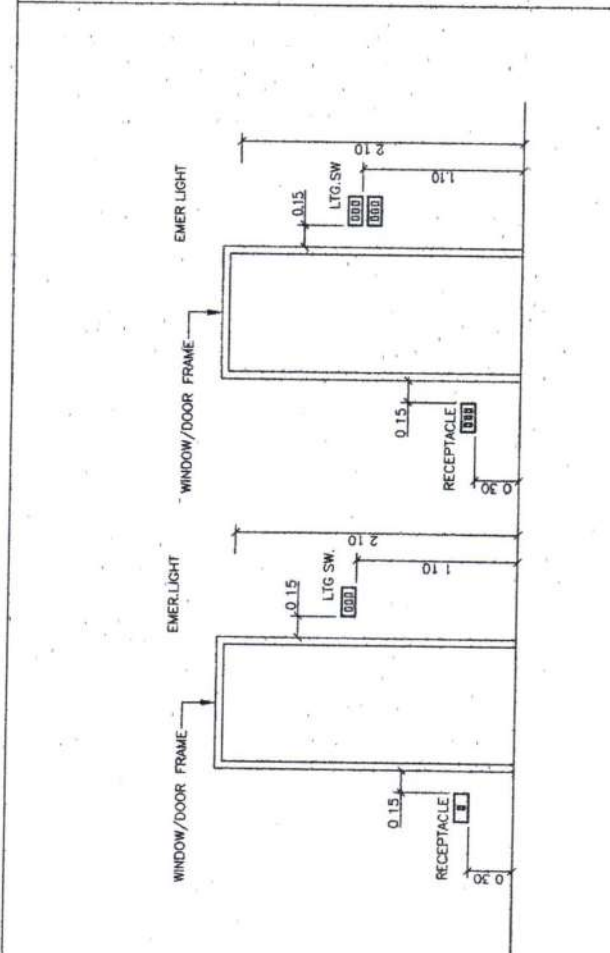 WINDOW/DOOR FRAME
EMER.LIGHT
0 15
LTG SW.
2 10
1 10
0 15
RECEPTACLE
0 30
WINDOW/DOOR FRAME
EMER LIGHT
0.15
LTG.SW
2 10
1.10
0 15
RECEPTACLE
0 30